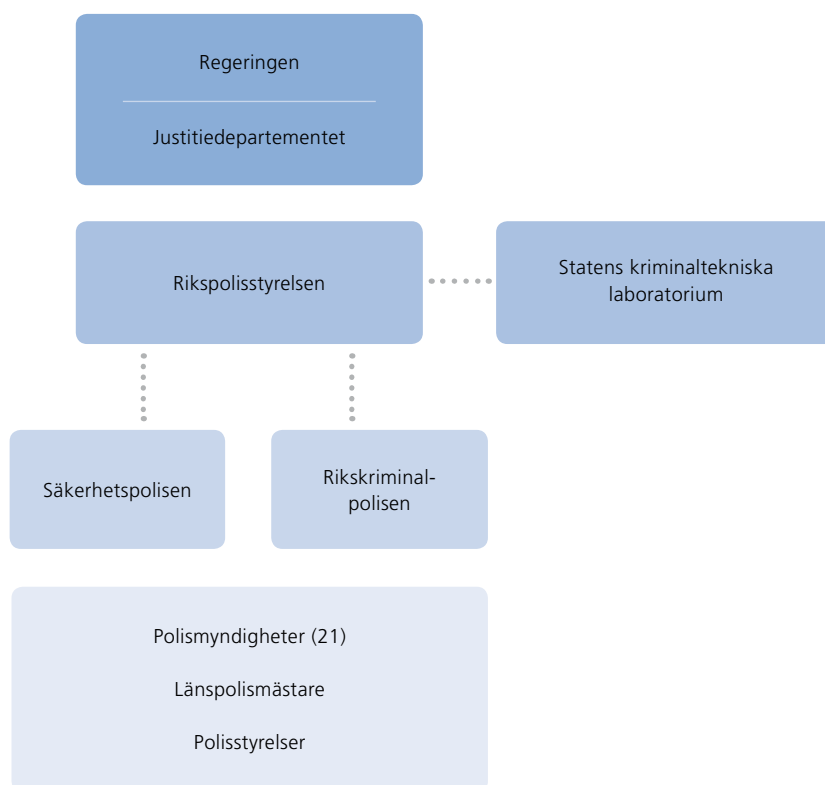 Regeringen
Justitiedepartementet
Rikspolisstyrelsen
Statens kriminaltekniska
laboratorium
Säkerhetspolisen
Rikskriminal-
polisen
Polismyndigheter (21)
Länspolismästare
Polisstyrelser